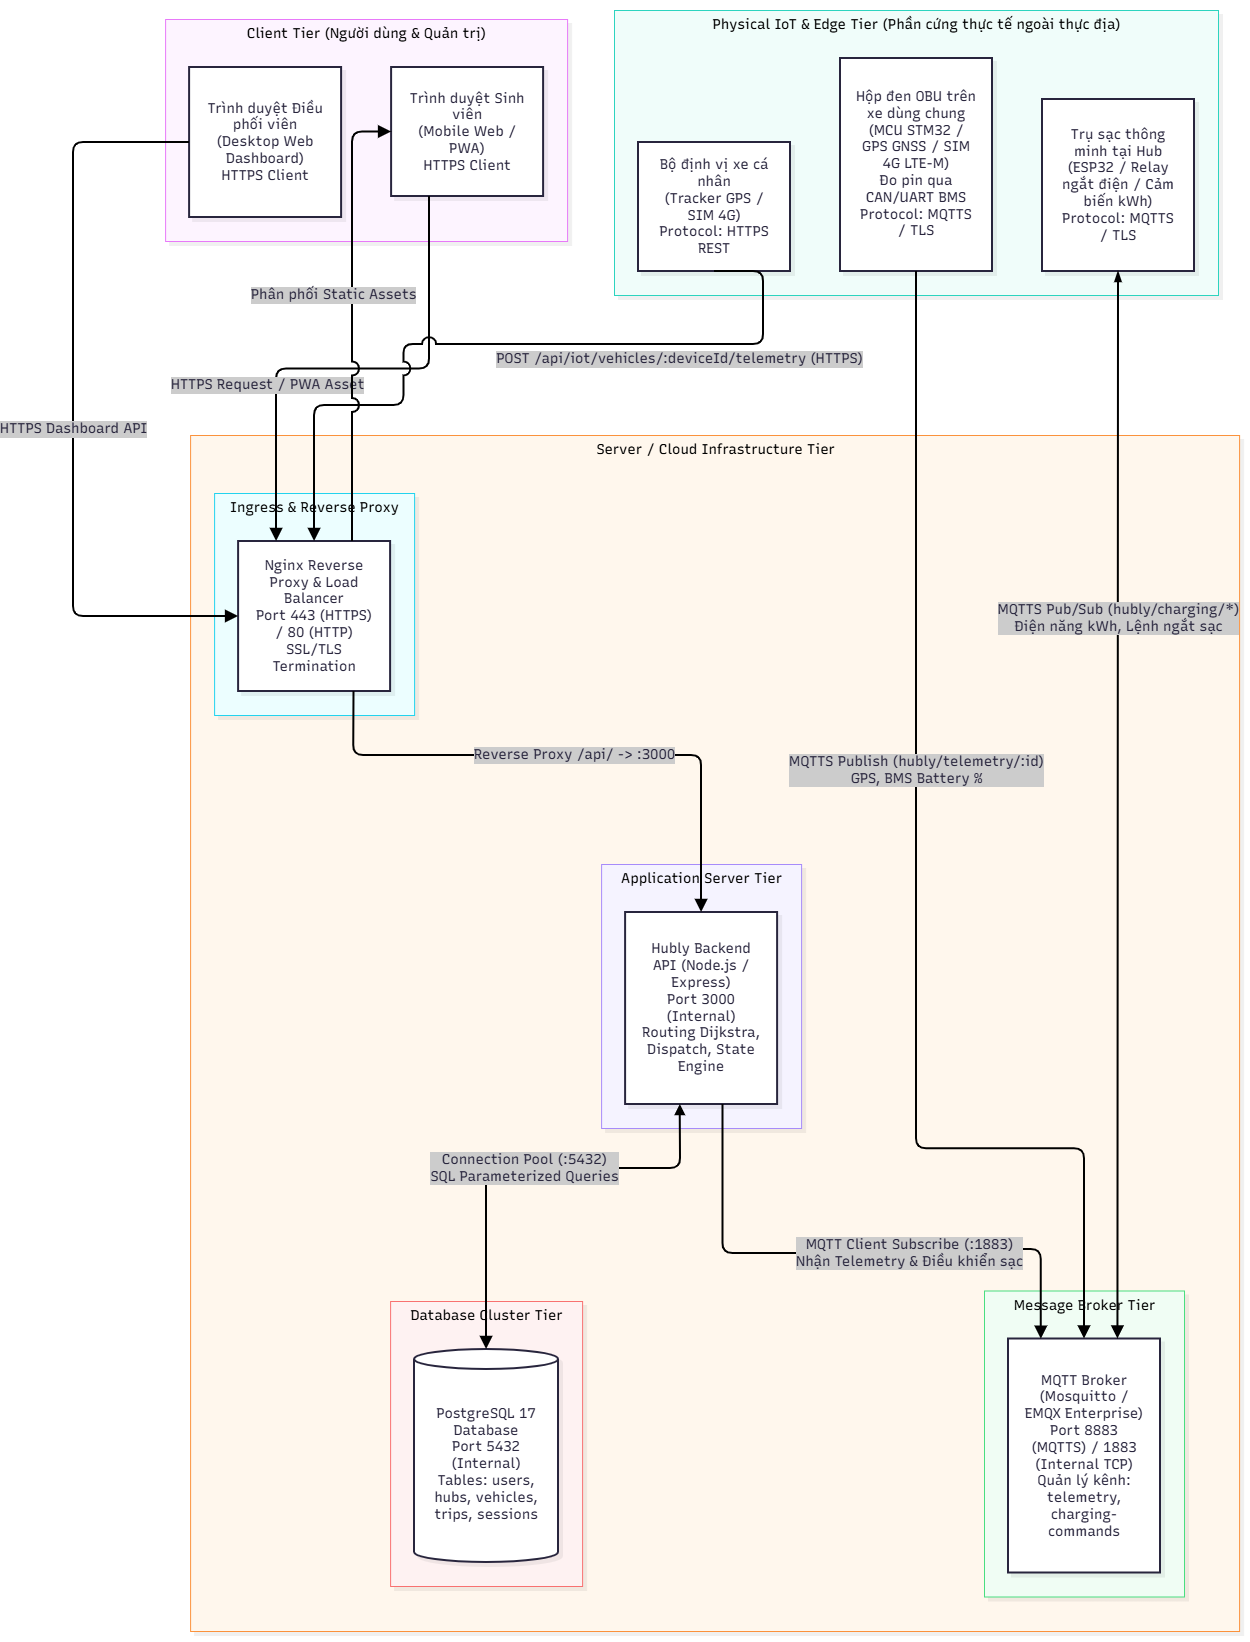 Client Tier (Người dùng & Quản trị)
Trình duyệt Điều
phối viên
(Desktop Web
Dashboard)
HTTPS Client
Trình duyệt Sinh
viên
(Mobile Web /
PWA)
HTTPS Client
Physical IoT & Edge Tier (Phần cứng thực tế ngoài thực địa)
Bộ định vị xe cá
nhân
(Tracker GPS /
SIM 4G)
Protocol: HTTPS
REST
Hộp đen OBU trên
xe dùng chung
(MCU STM32 /
GPS GNSS / SIM
4G LTE-M)
Đo pin qua
CAN/UART BMS
Protocol: MQTTS
/ TLS
Trụ sạc thông
minh tại Hub
(ESP32 / Relay
ngắt điện / Cảm
biến kWh)
Protocol: MQTTS
/ TLS
Phân phối Static Assets
POST /api/iot/vehicles/:deviceId/telemetry (HTTPS)
HTTPS Request / PWA Asset
HTTPS Dashboard API
Server / Cloud Infrastructure Tier
Ingress & Reverse Proxy
Nginx Reverse
Proxy & Load
Balancer
Port 443 (HTTPS)
/ 80 (HTTP)
SSL/TLS
Termination
MQTTS Pub/Sub (hubly/charging/*)
Điện năng kWh, Lệnh ngắt sạc
Reverse Proxy /api/ -> :3000
MQTTS Publish (hubly/telemetry/:id)
GPS, BMS Battery %
Application Server Tier
Hubly Backend
API (Node.js /
Express)
Port 3000
(Internal)
Routing Dijkstra,
Dispatch, State
Engine
Connection Pool (:5432)
SQL Parameterized Queries
MQTT Client Subscribe (:1883)
Nhận Telemetry & Điều khiển sạc
Database Cluster Tier
PostgreSQL 17
Database
Port 5432
(Internal)
Tables: users,
hubs, vehicles,
trips, sessions
Message Broker Tier
MQTT Broker
(Mosquitto /
EMQX Enterprise)
Port 8883
(MQTTS) / 1883
(Internal TCP)
Quản lý kênh:
telemetry,
charging-
commands